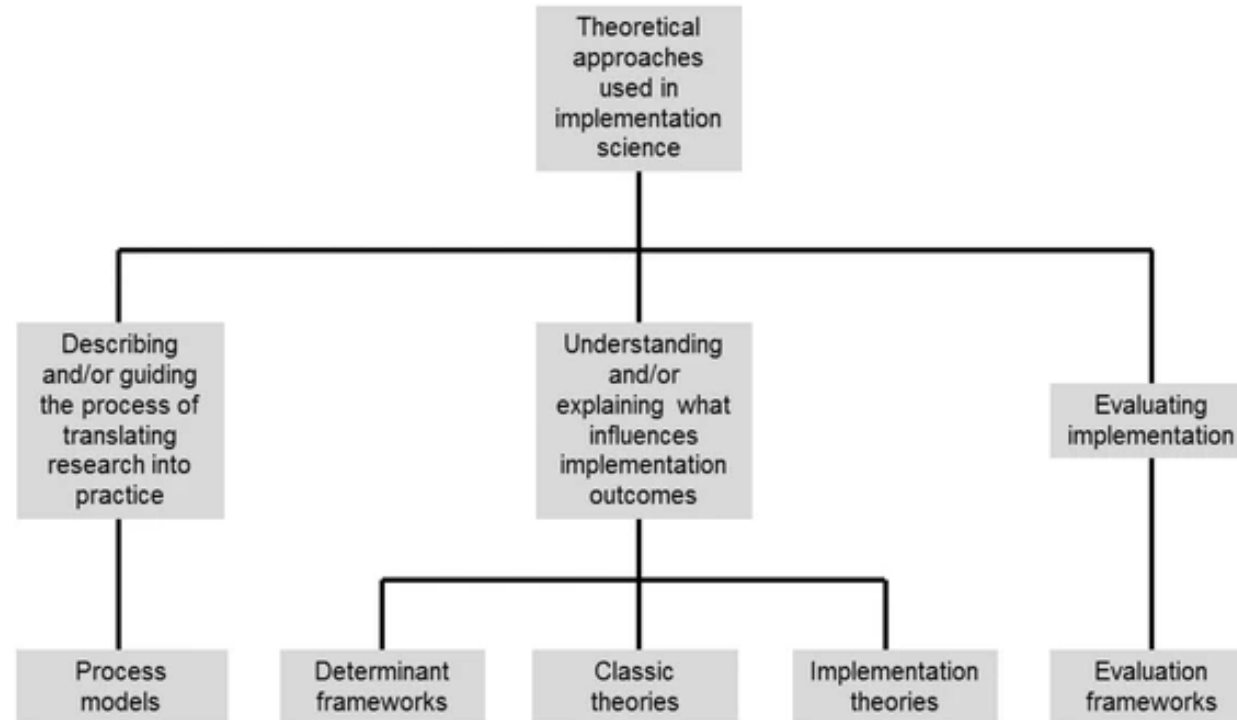 Theoretical
approaches
used in
implementation
science
Describing
and/or guiding
the process of
translating
research into
practice
Understanding
and/or
explaining what
influences
implementation
outcomes
Evaluating
implementation
Process
models
Determinant
frameworks
Classic
theories
Implementation
theories
Evaluation
frameworks